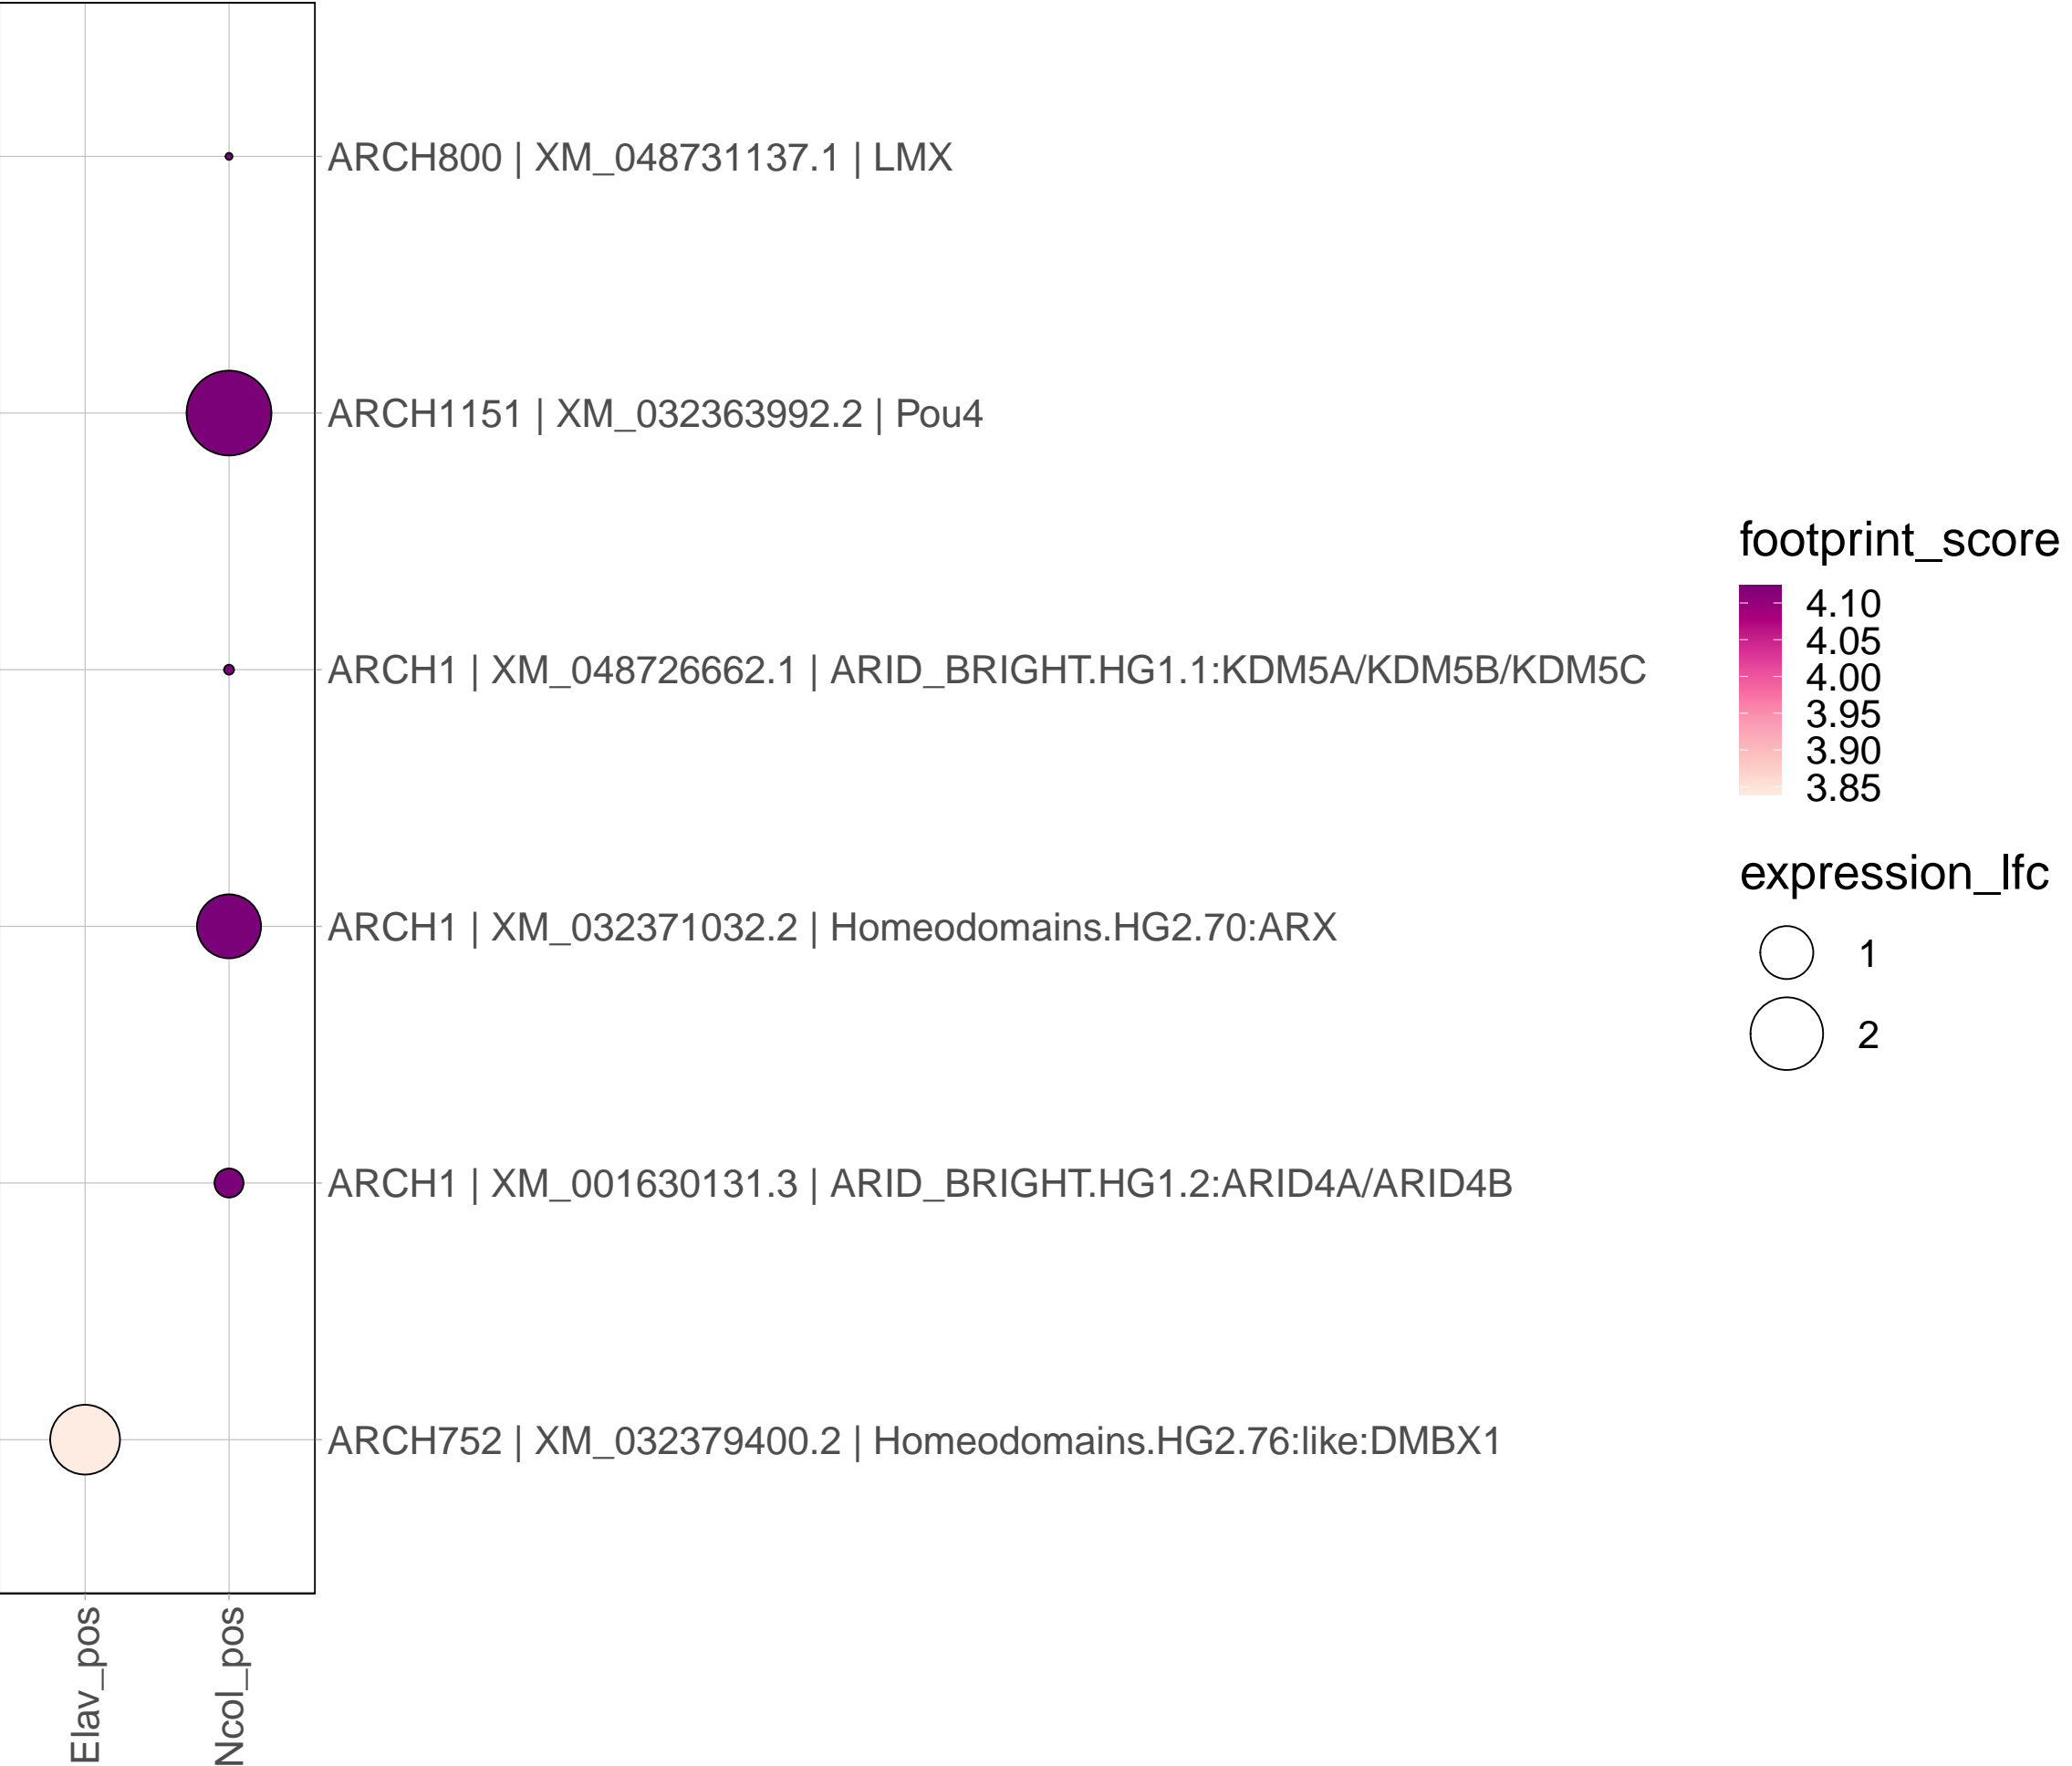 ARCH800 | XM_048731137.1 | LMX
ARCH1151 | XM_032363992.2 | Pou4
ARCH1 | XM_048726662.1 | ARID_BRIGHT.HG1.1:KDM5A/KDM5B/KDM5C
ARCH1 | XM_032371032.2 | Homeodomains.HG2.70:ARX
ARCH1 | XM_001630131.3 | ARID_BRIGHT.HG1.2:ARID4A/ARID4B
ARCH752 | XM_032379400.2 | Homeodomains.HG2.76:like:DMBX1
Elav_pos
Ncol_pos
footprint_score
4.10
4.05
4.00
3.95
3.90
3.85
expression_lfc
1
2